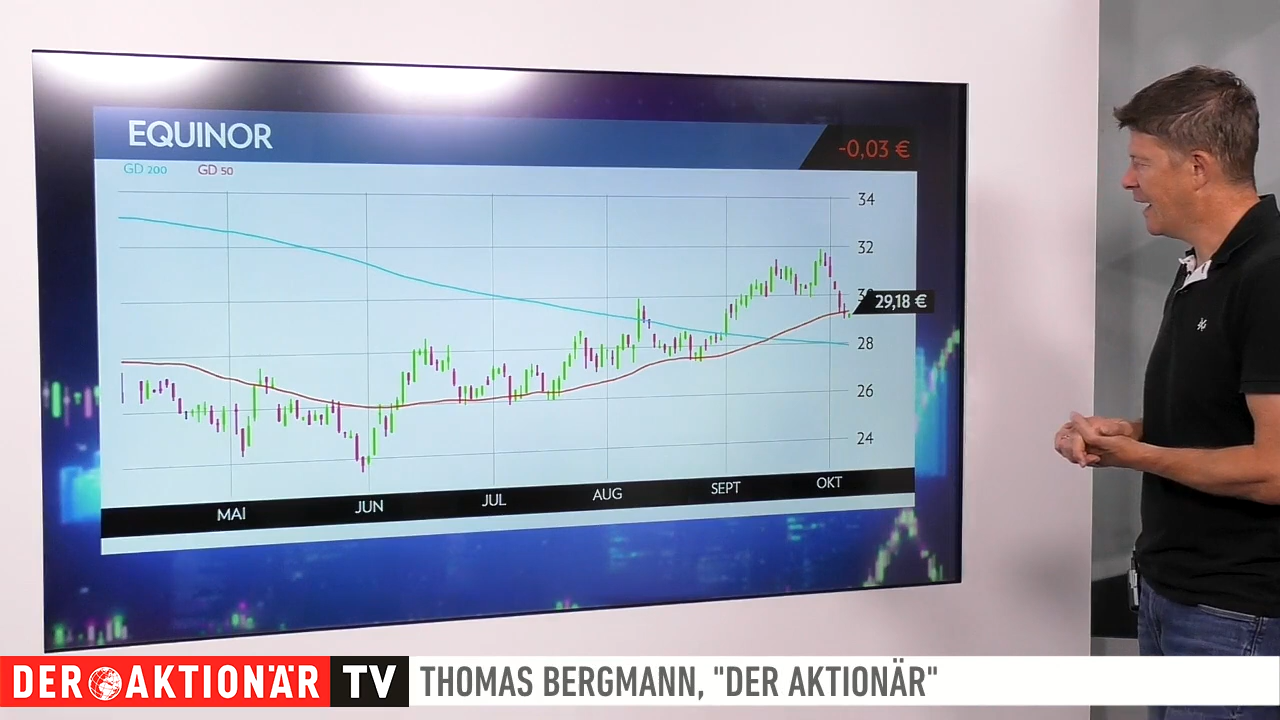 EQUINOR
-0,03 €
GD 200 GD 50
34
32
30
29,18 €
28
26
24
MAI JUN JUL AUG SEPT OKT
DER AKTIONÄR TV
THOMAS BERGMANN, "DER AKTIONÄR"